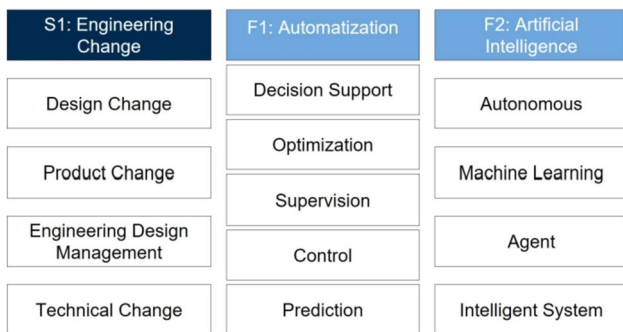 S1: Engineering
Change
Design Change
Product Change
Engineering Design
Management
Technical Change
F1: Automatization
Decision Support
Optimization
Supervision
Control
Prediction
F2: Artificial
Intelligence
Autonomous
Machine Learning
Agent
Intelligent System